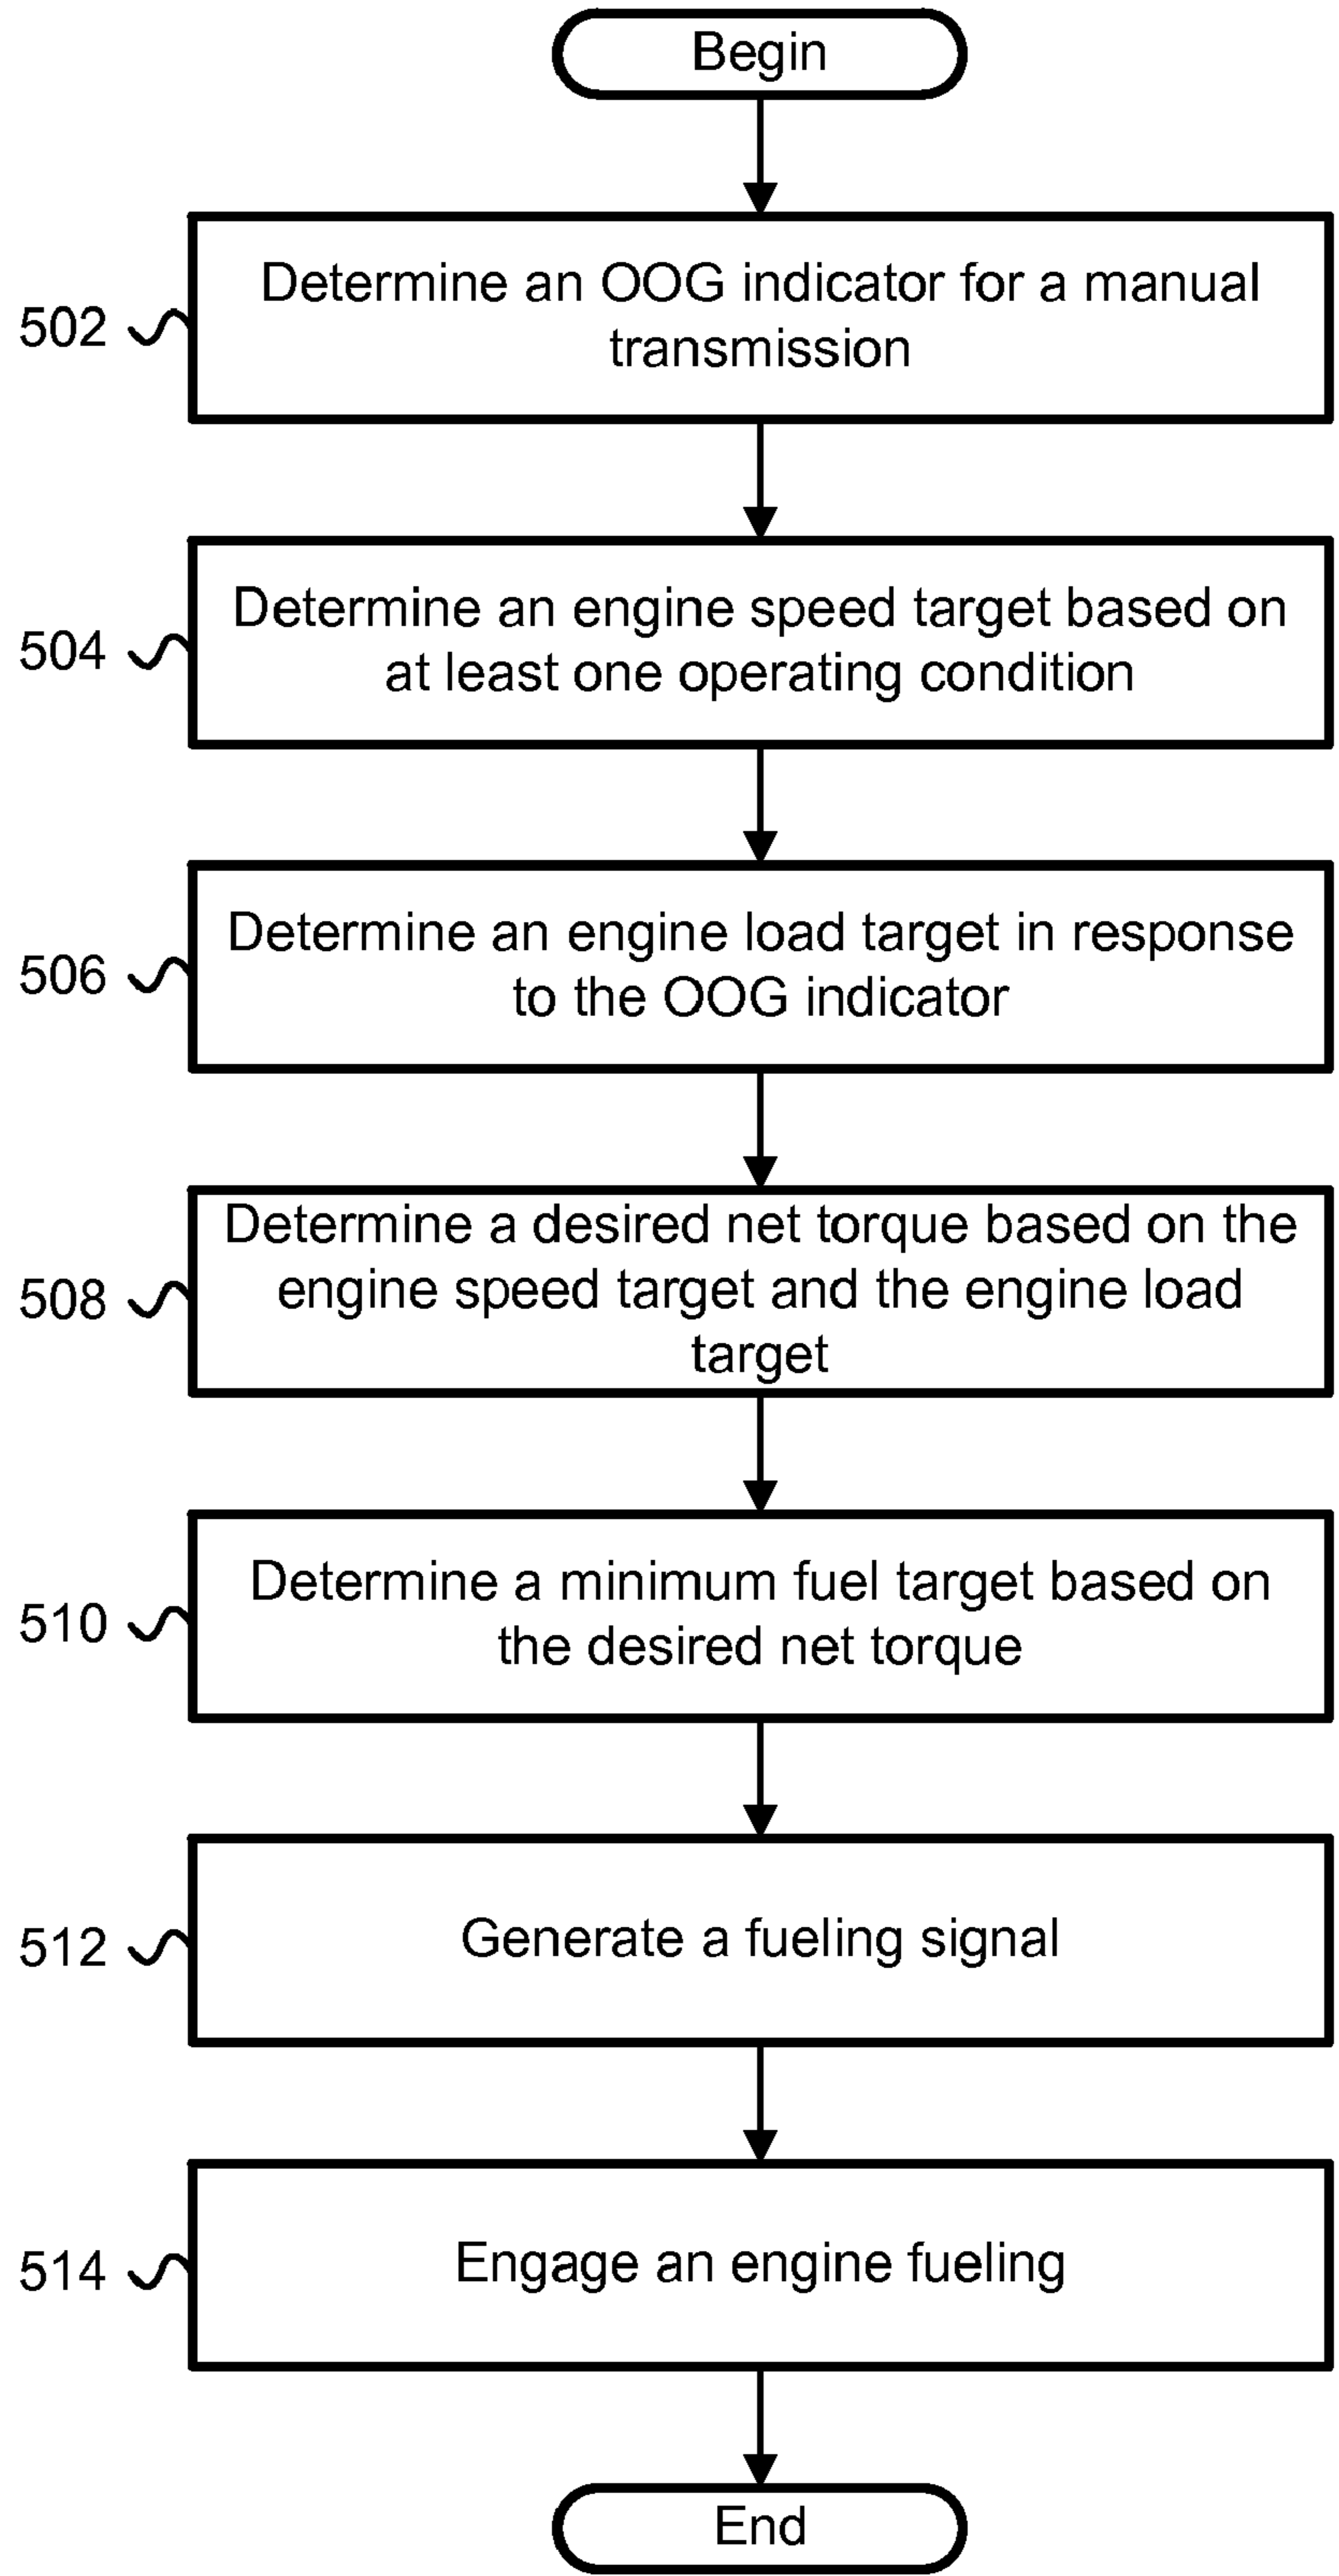 Begin
502
Determine an OOG indicator for a manual
transmission
504
Determine an engine speed target based on
at least one operating condition
506
Determine an engine load target in response
to the OOG indicator
508
Determine a desired net torque based on the
engine speed target and the engine load
target
510
Determine a minimum fuel target based on
the desired net torque
512
Generate a fueling signal
514
Engage an engine fueling
End